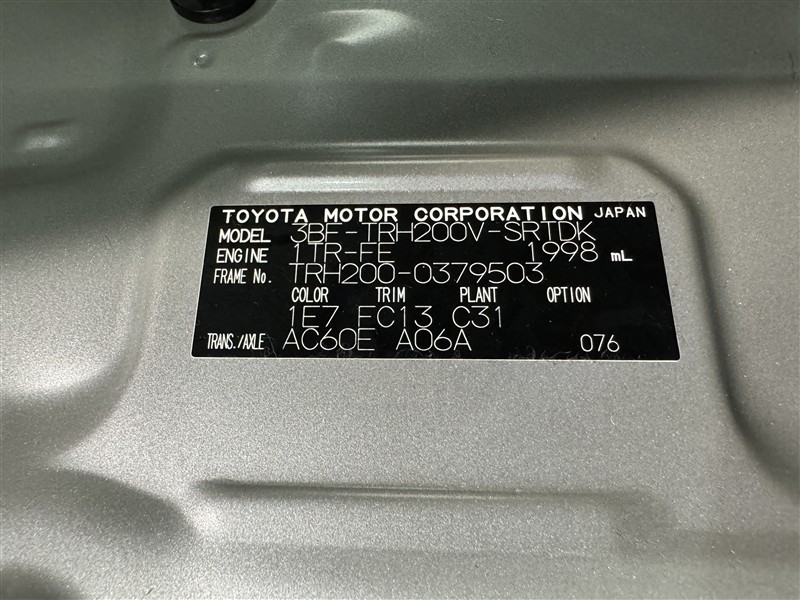 TOYOTA MOTOR CORPORATION JAPAN
MODEL 3BF-TRH200V-SRTDK
ENGINE 1TR-FE 1998 mL
FRAME No. TRH200-0379503
COLOR TRIM PLANT OPTION
1E7 FC13 C31
TRANS./AXLE AC60E A06A 076